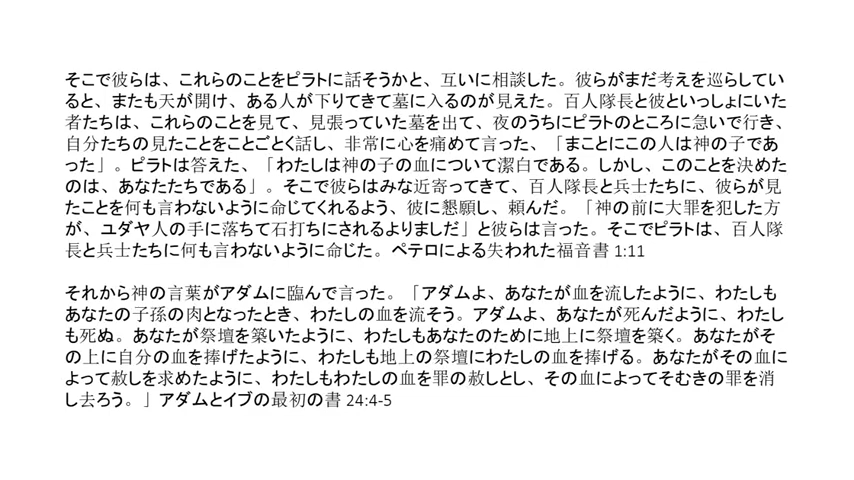 そこで彼らは、これらのことをピラトに話そうかと、互いに相談した。彼らがまだ考えを巡らしてい
ると、またも天が開け、ある人が下りてきて墓に入るのが見えた。百人隊長と彼といっしょにいた
者たちは、これらのことを見て、見張っていた墓を出て、夜のうちにピラトのところに急いで行き、
自分たちの見たことをことごとく話し、非常に心を痛めて言った、「まことにこの人は神の子であ
った」。ピラトは答えた、「わたしは神の子の血について潔白である。しかし、このことを決めた
のは、あなたたちである」。そこで彼らはみな近寄ってきて、百人隊長と兵士たちに、彼らが見
たことを何も言わないように命じてくれるよう、彼に懇願し、頼んだ。「神の前に大罪を犯した方
が、ユダヤ人の手に落ちて石打ちにされるよりましだ」と彼らは言った。そこでピラトは、百人隊
長と兵士たちに何も言わないように命じた。ペテロによる失われた福音書 1:11
それから神の言葉がアダムに臨んで言った。「アダムよ、あなたが血を流したように、わたしも
あなたの子孫の肉となったとき、わたしの血を流そう。アダムよ、あなたが死んだように、わたし
も死ぬ。あなたが祭壇を築いたように、わたしもあなたのために地上に祭壇を築く。あなたがそ
の上に自分の血を捧げたように、わたしも地上の祭壇にわたしの血を捧げる。あなたがその血に
よって赦しを求めたように、わたしもわたしの血を罪の赦しとし、その血によってそむきの罪を消
し去ろう。」アダムとイブの最初の書 24:4-5